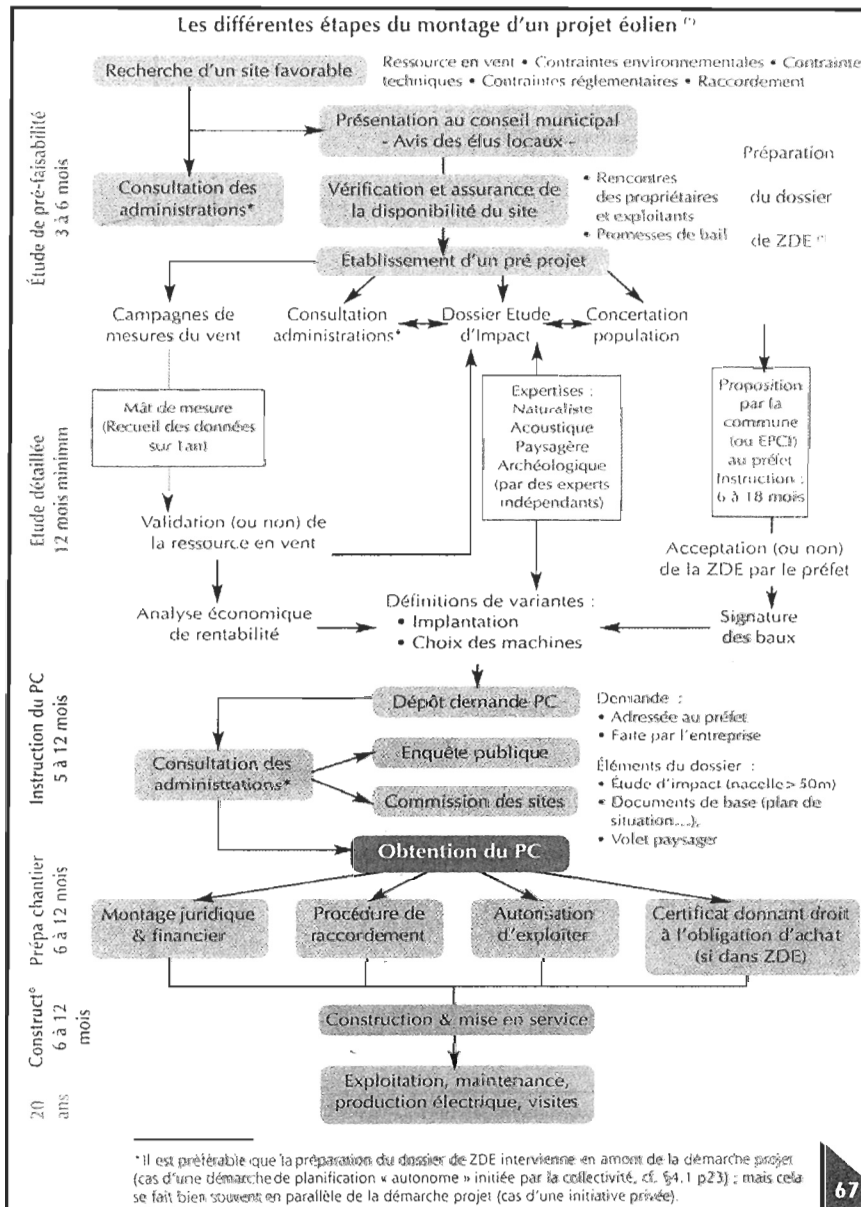 Les différentes étapes du montage d'un projet éolien (*)
Étude de pré-faisabilité
3 à 6 mois
Recherche d'un site favorable
Ressource en vent • Contraintes environnementales • Contrainte
techniques • Contraintes réglementaires • Raccordement
Présentation au conseil municipal
- Avis des élus locaux -
Consultation des
administrations*
Vérification et assurance de
la disponibilité du site
• Rencontres
des propriétaires
et exploitants
• Promesses de bail
Préparation
du dossier
de ZDE (*)
Établissement d'un pré projet
Etude détaillée
12 mois minimm
Campagnes de
mesures du vent
Consultation
administrations*
Dossier Etude
d'Impact
Concertation
population
Mât de mesure
(Recueil des données
sur 1an)
Expertises :
Naturaliste
Acoustique
Paysagère
Archéologique
(par des experts
indépendants)
Proposition
par la
commune
(ou EPCI)
au préfet
Instruction :
6 à 18 mois
Validation (ou non) de
la ressource en vent
Acceptation (ou non)
de la ZDE par le préfet
Analyse économique
de rentabilité
Définitions de variantes :
• Implantation
• Choix des machines
Signature
des baux
Instruction du PC
5 à 12 mois
Dépôt demande PC
Demande :
• Adressée au préfet
• Faite par l'entreprise
Consultation des
administrations*
Enquête publique
Commission des sites
Éléments du dossier :
• Étude d'impact (nacelle > 50m)
• Documents de base (plan de
situation...),
• Volet paysager
Obtention du PC
Prépa chantier
6 à 12 mois
Montage juridique
& financier
Procédure de
raccordement
Autorisation
d'exploiter
Certificat donnant droit
à l'obligation d'achat
(si dans ZDE)
Construct°
6 à 12
mois
Construction & mise en service
20
ans
Exploitation, maintenance,
production électrique, visites
* Il est préférable que la préparation du dossier de ZDE intervienne en amont de la démarche projet
(cas d'une démarche de planification « autonome » initiée par la collectivité, cf. §4.1 p23) ; mais cela
se fait bien souvent en parallèle de la démarche projet (cas d'une initiative privée).
67